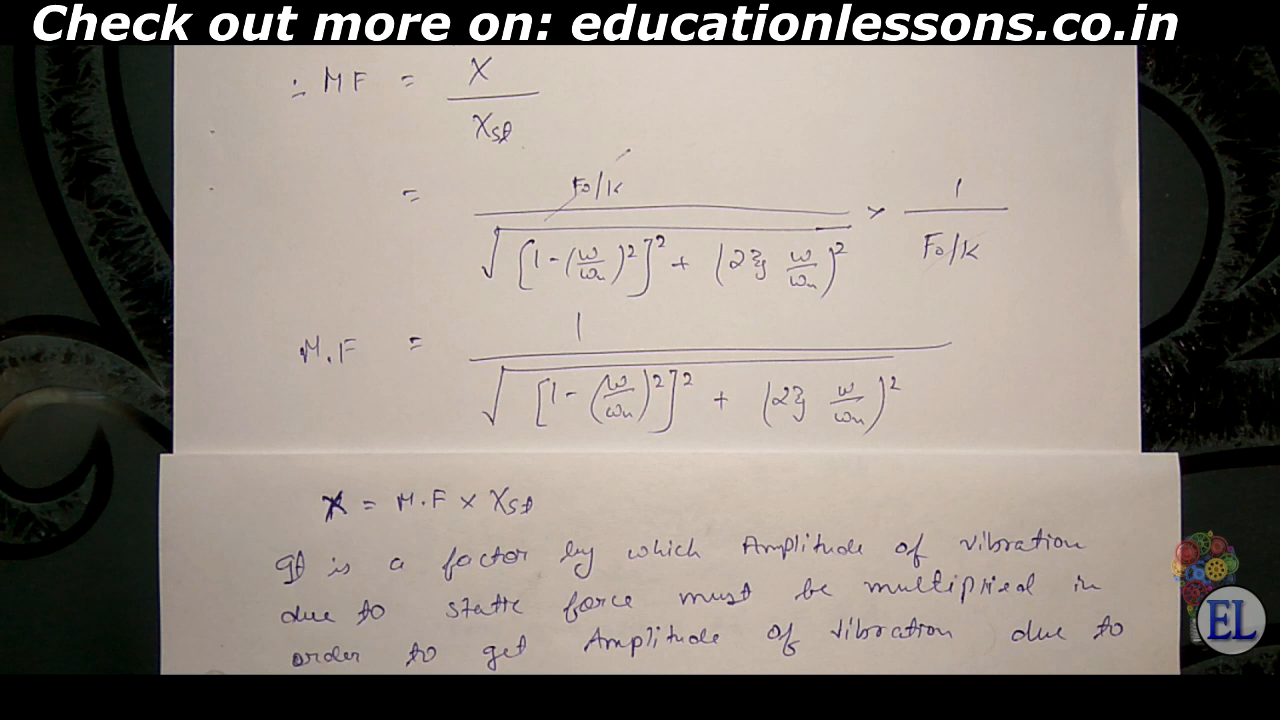 Check out more on: educationlessons.co.in
∴ MF = X / Xst
= F₀/K / √([1-(ω/ωn)²]² + (2ξ ω/ωn)²) × 1 / F₀/K
M.F = 1 / √([1-(ω/ωn)²]² + (2ξ ω/ωn)²)
X = M.F × Xst
It is a factor by which Amplitude of vibration
due to static force must be multiplied in
order to get Amplitude of vibration due to
EL